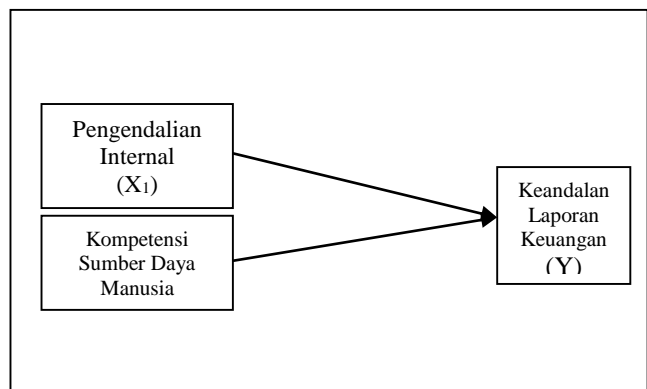 Pengendalian
Internal
(X₁)
Kompetensi
Sumber Daya
Manusia
Keandalan
Laporan
Keuangan
(Y)